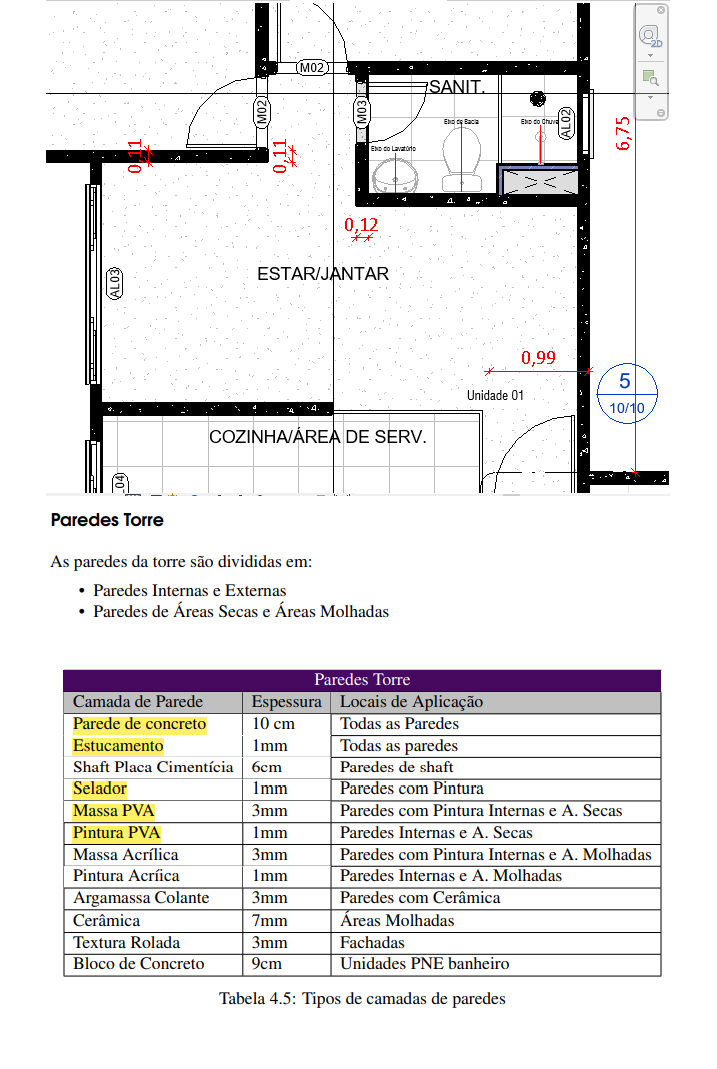 2D
M02
SANIT.
M02
M03
Eixo da Bacia
Eixo do Chuve
AL02
6,75
0,11
0,11
Eixo do Lavatório
0,12
ESTAR/JANTAR
AL03
0,99
5
10/10
Unidade 01
COZINHA/ÁREA DE SERV.
_04
Paredes Torre
As paredes da torre são divididas em:
• Paredes Internas e Externas
• Paredes de Áreas Secas e Áreas Molhadas
Paredes Torre
Camada de Parede Espessura Locais de Aplicação
Parede de concreto 10 cm Todas as Paredes
Estucamento 1mm Todas as paredes
Shaft Placa Cimentícia 6cm Paredes de shaft
Selador 1mm Paredes com Pintura
Massa PVA 3mm Paredes com Pintura Internas e A. Secas
Pintura PVA 1mm Paredes Internas e A. Secas
Massa Acrílica 3mm Paredes com Pintura Internas e A. Molhadas
Pintura Acríica 1mm Paredes Internas e A. Molhadas
Argamassa Colante 3mm Paredes com Cerâmica
Cerâmica 7mm Áreas Molhadas
Textura Rolada 3mm Fachadas
Bloco de Concreto 9cm Unidades PNE banheiro
Tabela 4.5: Tipos de camadas de paredes